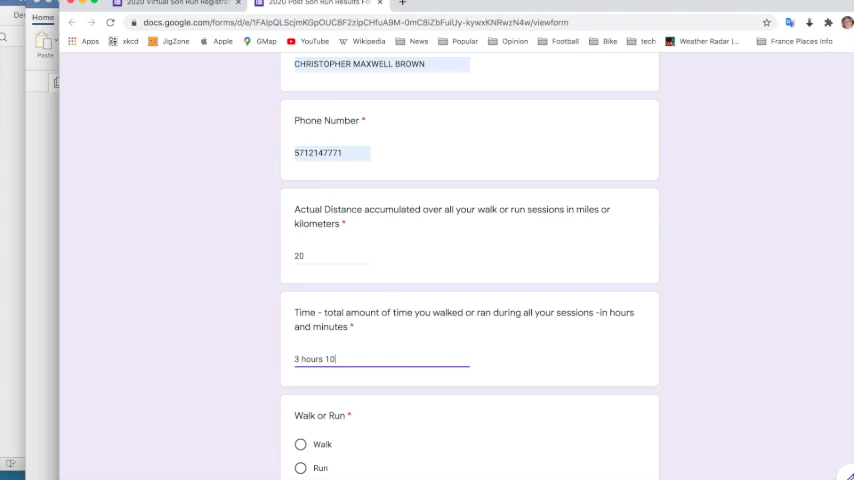 Home
2020 Virtual Son Run Registra
2020 Post Son Run Results For
docs.google.com/forms/d/e/1FAIpQLScjmKGpOUC8F2zipCHfuA9M-0mC8iZbFuiUy-kywxKNRwzN4w/viewform
Apps xkcd JigZone Apple GMap YouTube Wikipedia News Popular Opinion Football Bike tech Weather Radar |... France Places Info
Paste
CHRISTOPHER MAXWELL BROWN
Phone Number *
5712147771
Actual Distance accumulated over all your walk or run sessions in miles or
kilometers *
20
Time - total amount of time you walked or ran during all your sessions -in hours
and minutes *
3 hours 10
Walk or Run *
Walk
Run